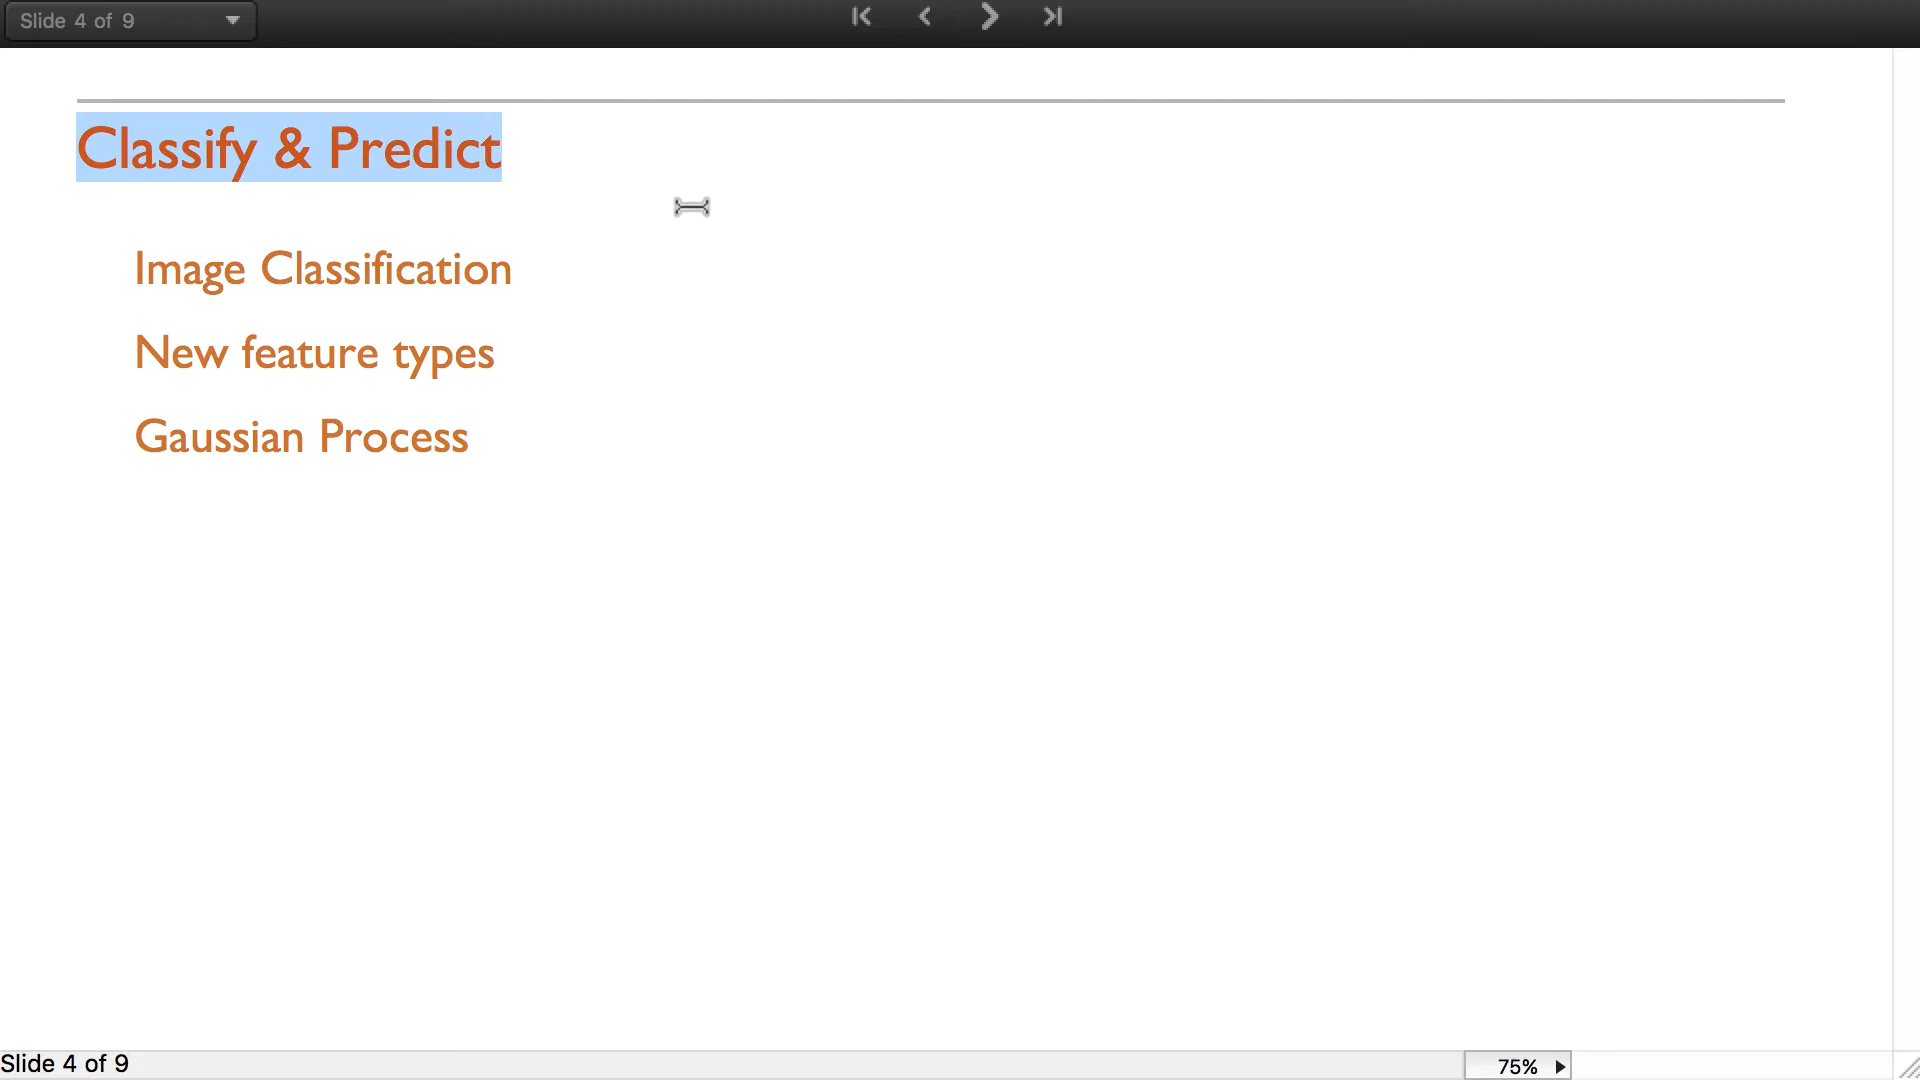 Slide 4 of 9
Classify & Predict
Image Classification
New feature types
Gaussian Process
Slide 4 of 9
75%